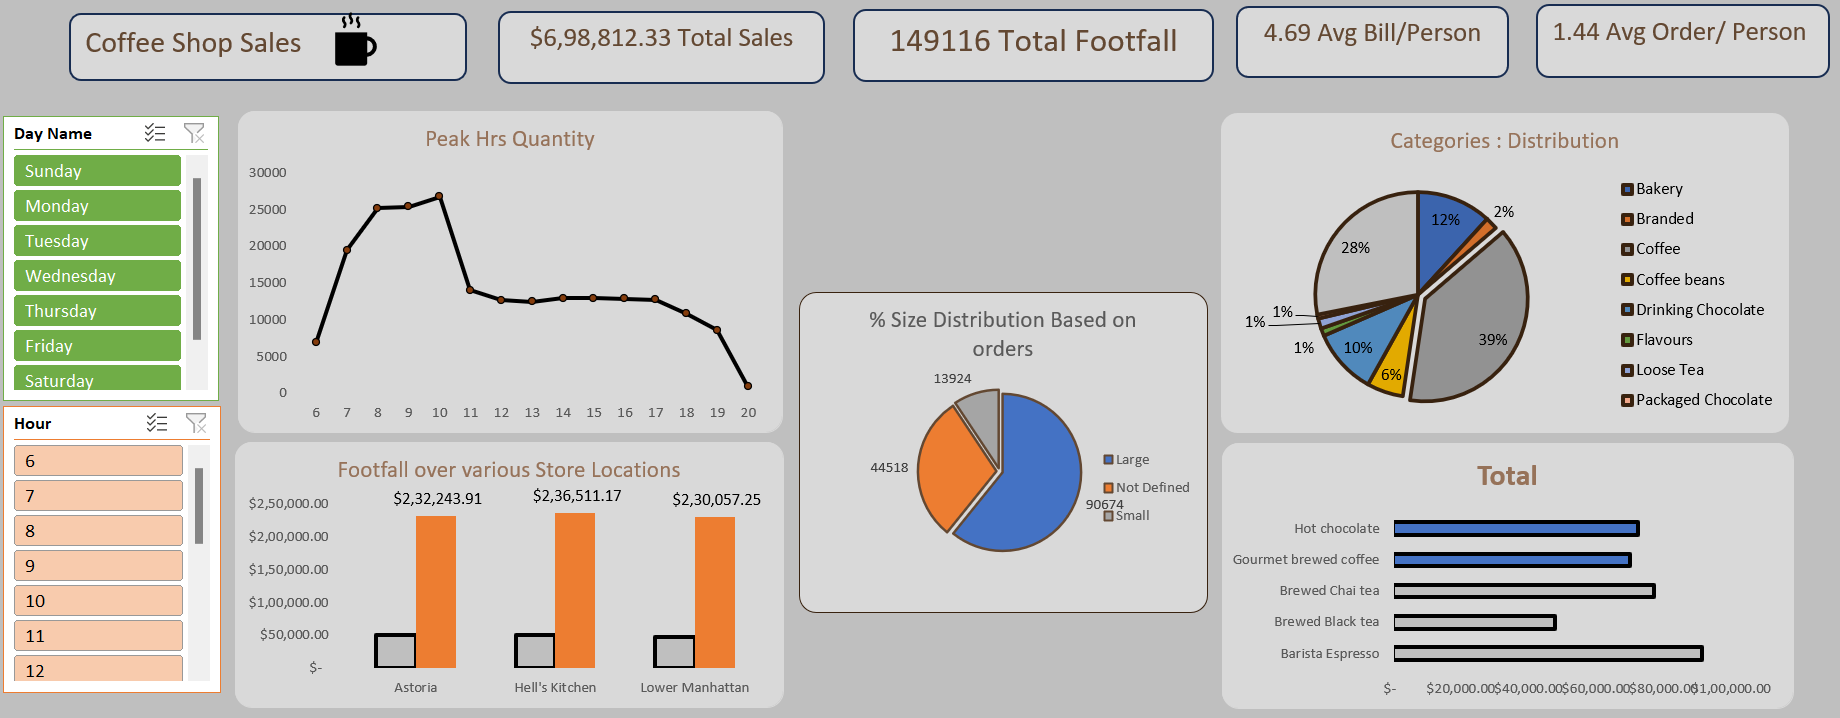 Coffee Shop Sales
$6,98,812.33 Total Sales
149116 Total Footfall
4.69 Avg Bill/Person
1.44 Avg Order/ Person
Day Name
Sunday
Monday
Tuesday
Wednesday
Thursday
Friday
Saturday
Hour
6
7
8
9
10
11
12
Peak Hrs Quantity
30000
25000
20000
15000
10000
5000
0
6 7 8 9 10 11 12 13 14 15 16 17 18 19 20
Footfall over various Store Locations
$2,50,000.00
$2,00,000.00
$1,50,000.00
$1,00,000.00
$50,000.00
$-
$2,32,243.91 $2,36,511.17 $2,30,057.25
Astoria Hell's Kitchen Lower Manhattan
% Size Distribution Based on
orders
13924
44518
90674
Large
Not Defined
Small
Categories : Distribution
12%
2%
39%
6%
10%
1%
1%
1%
28%
Bakery
Branded
Coffee
Coffee beans
Drinking Chocolate
Flavours
Loose Tea
Packaged Chocolate
Total
Hot chocolate
Gourmet brewed coffee
Brewed Chai tea
Brewed Black tea
Barista Espresso
$- $20,000.00 $40,000.00 $60,000.00 $80,000.00 $1,00,000.00